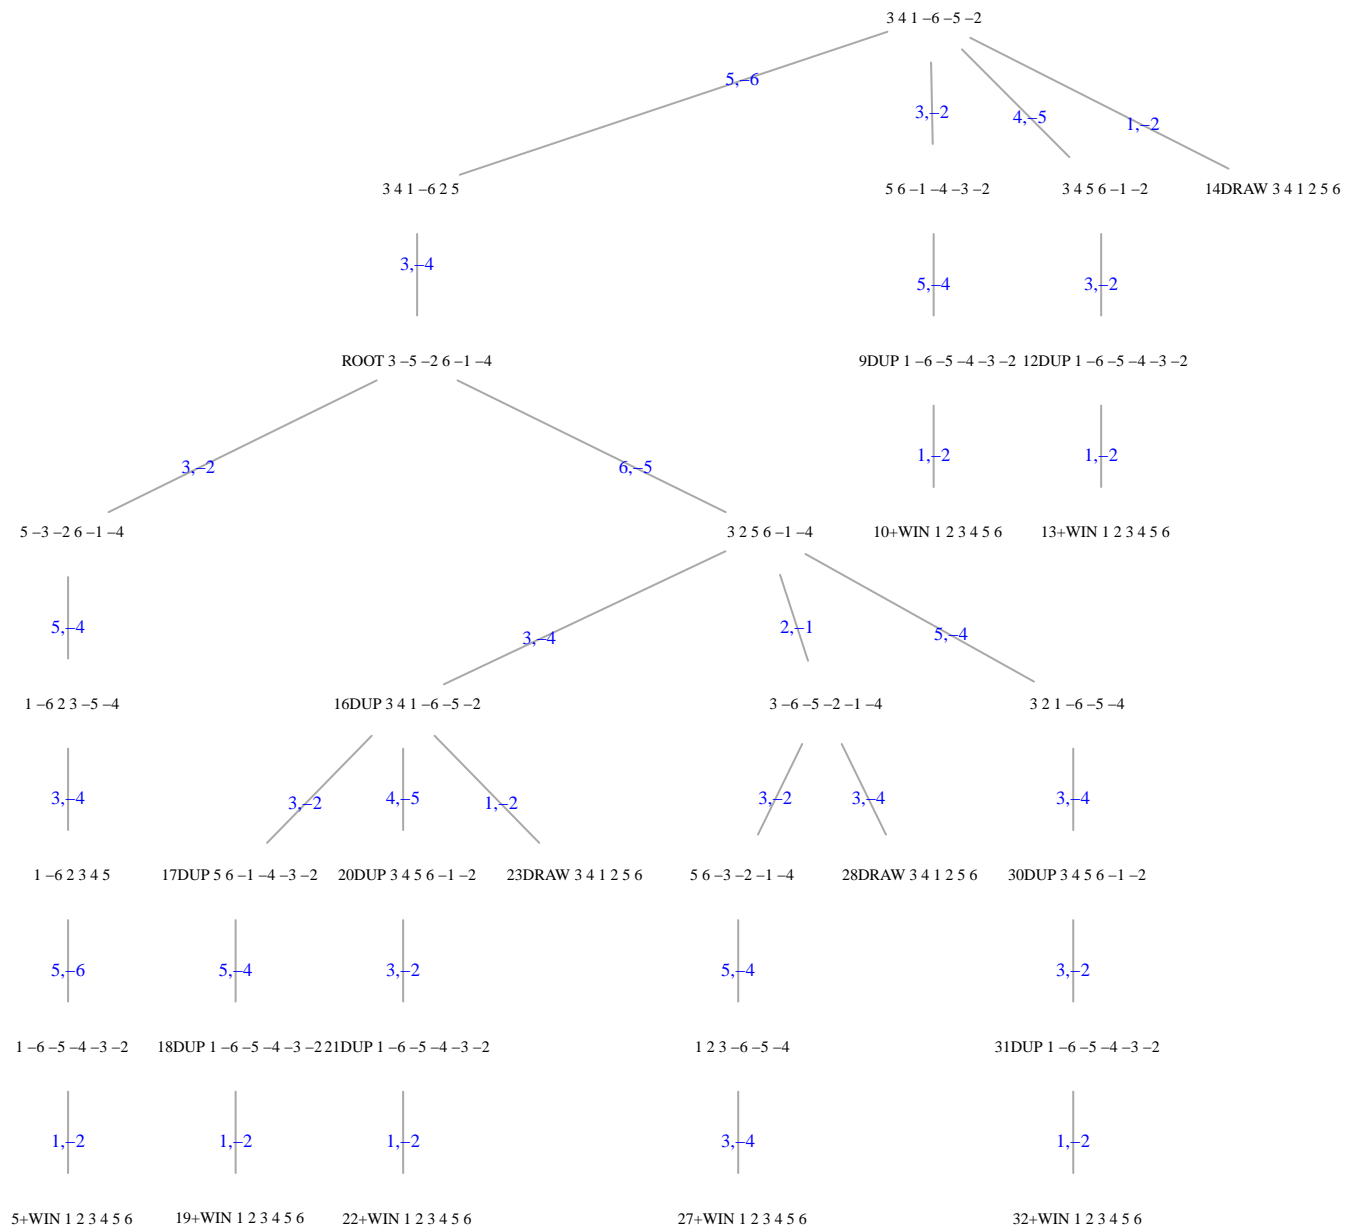 3 4 1 −6 −5 −2
5,−6
3,−2
4,−5
1,−2
3 4 1 −6 2 5
5 6 −1 −4 −3 −2
3 4 5 6 −1 −2
14DRAW 3 4 1 2 5 6
3,−4
5,−4
3,−2
ROOT 3 −5 −2 6 −1 −4
9DUP 1 −6 −5 −4 −3 −2
12DUP 1 −6 −5 −4 −3 −2
3,−2
6,−5
1,−2
1,−2
5 −3 −2 6 −1 −4
3 2 5 6 −1 −4
10+WIN 1 2 3 4 5 6
13+WIN 1 2 3 4 5 6
5,−4
3,−4
2,−1
5,−4
1 −6 2 3 −5 −4
16DUP 3 4 1 −6 −5 −2
3 −6 −5 −2 −1 −4
3 2 1 −6 −5 −4
3,−4
3,−2
4,−5
1,−2
3,−2
3,−4
3,−4
1 −6 2 3 4 5
17DUP 5 6 −1 −4 −3 −2
20DUP 3 4 5 6 −1 −2
23DRAW 3 4 1 2 5 6
5 6 −3 −2 −1 −4
28DRAW 3 4 1 2 5 6
30DUP 3 4 5 6 −1 −2
5,−6
5,−4
3,−2
5,−4
3,−2
1 −6 −5 −4 −3 −2
18DUP 1 −6 −5 −4 −3 −2
21DUP 1 −6 −5 −4 −3 −2
1 2 3 −6 −5 −4
31DUP 1 −6 −5 −4 −3 −2
1,−2
1,−2
1,−2
3,−4
1,−2
5+WIN 1 2 3 4 5 6
19+WIN 1 2 3 4 5 6
22+WIN 1 2 3 4 5 6
27+WIN 1 2 3 4 5 6
32+WIN 1 2 3 4 5 6